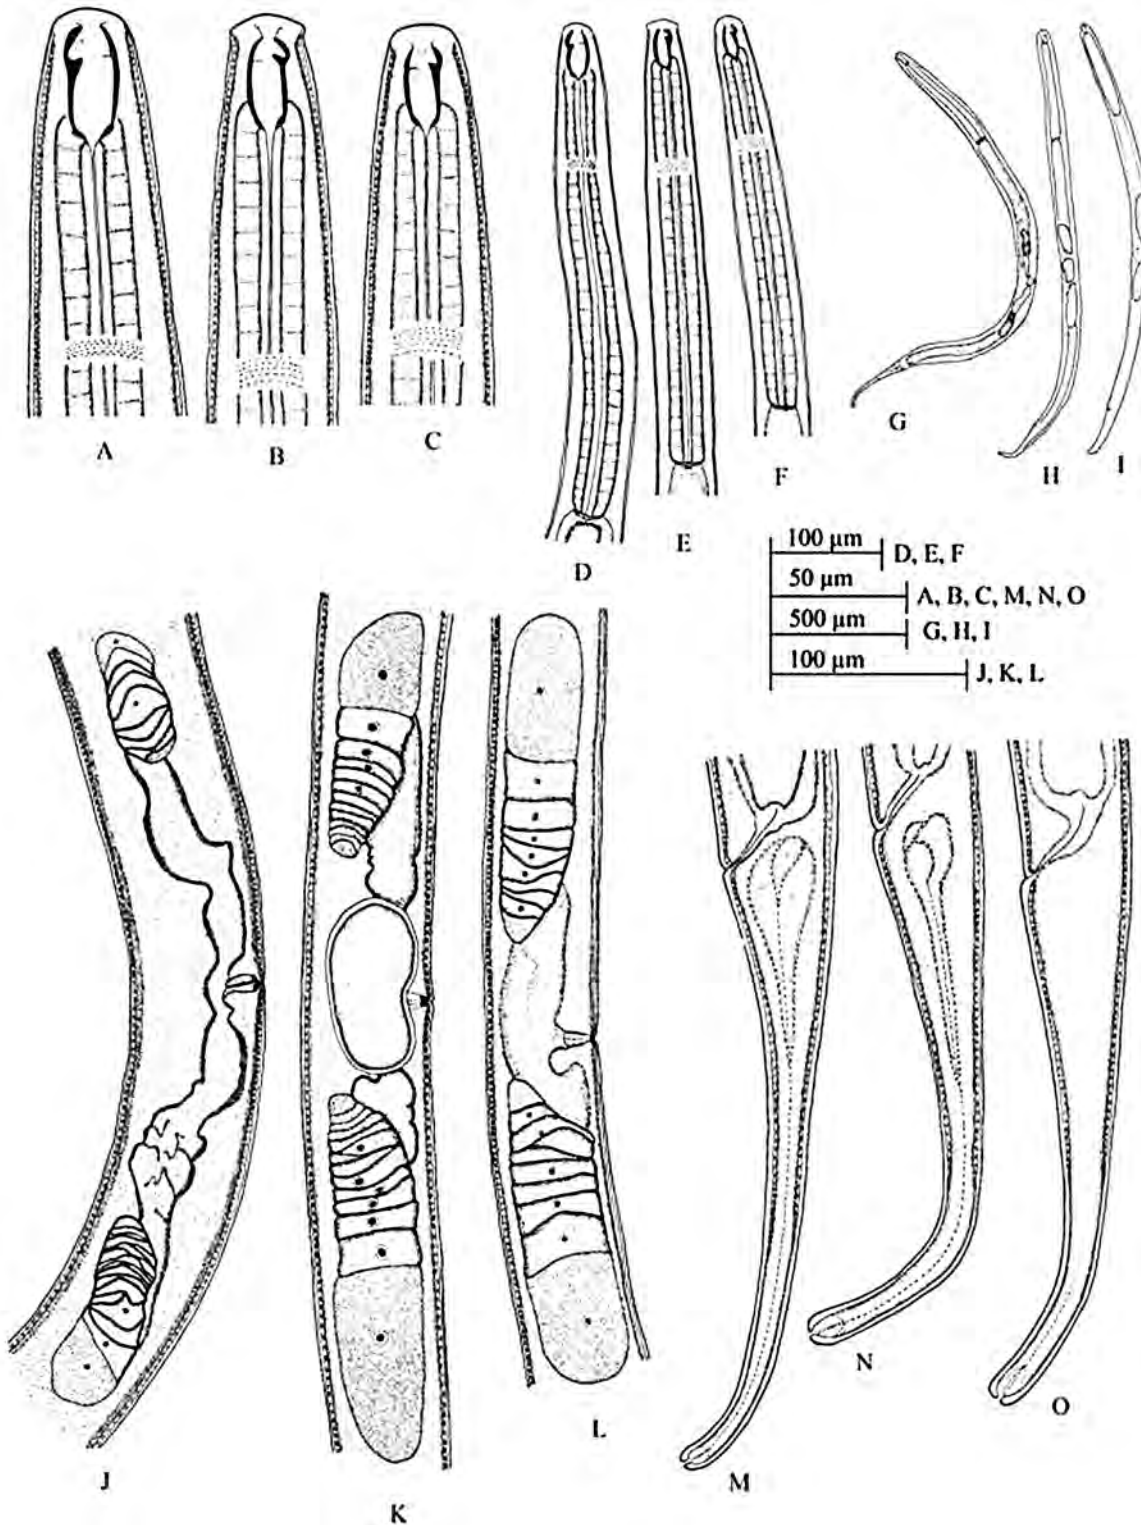 A
B
C
D
E
F
G
H
I
100 µm
D, E, F
50 µm
A, B, C, M, N, O
500 µm
G, H, I
100 µm
J, K, L
J
K
L
M
N
O